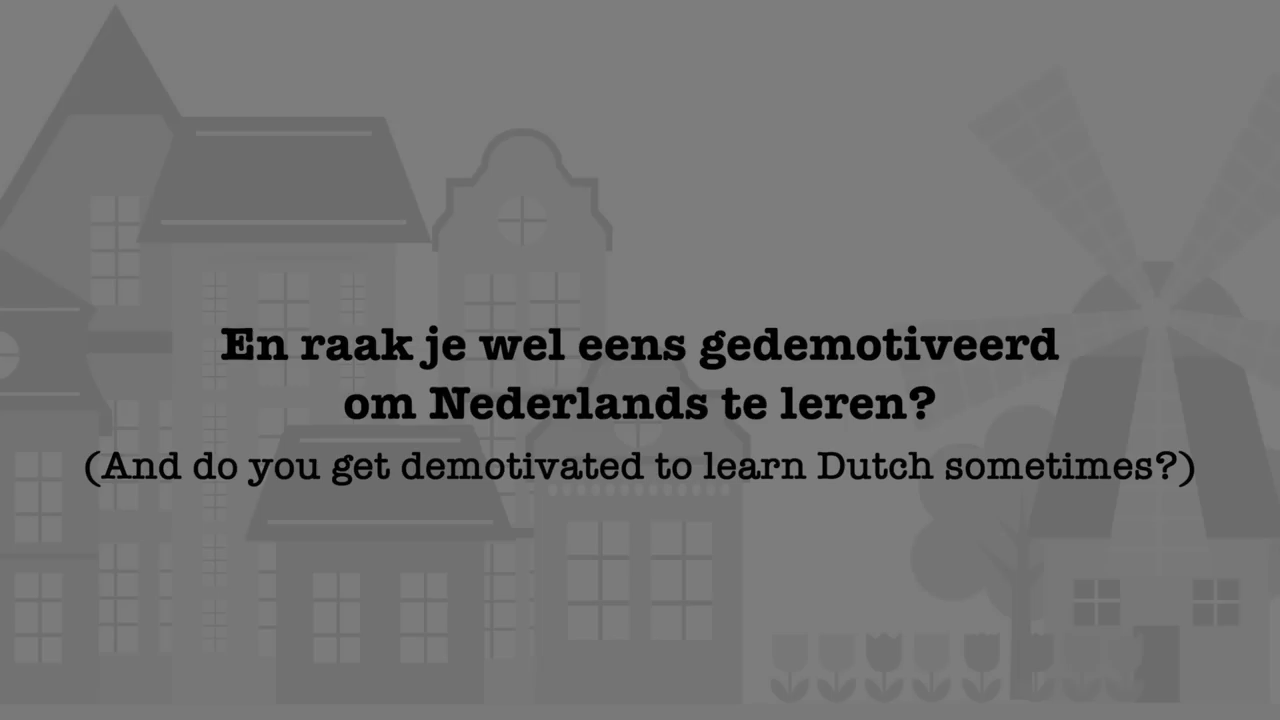 En raak je wel eens gedemotiveerd
om Nederlands te leren?
(And do you get demotivated to learn Dutch sometimes?)